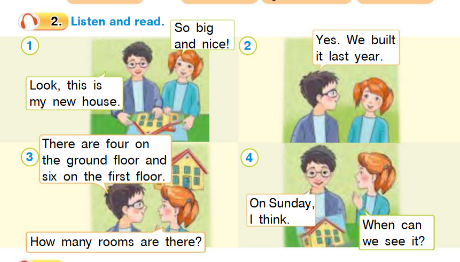 2. Listen and read.
1
Look, this is
my new house.
So big
and nice!
2
Yes. We built
it last year.
3
There are four on
the ground floor and
six on the first floor.
How many rooms are there?
4
On Sunday,
I think.
When can
we see it?